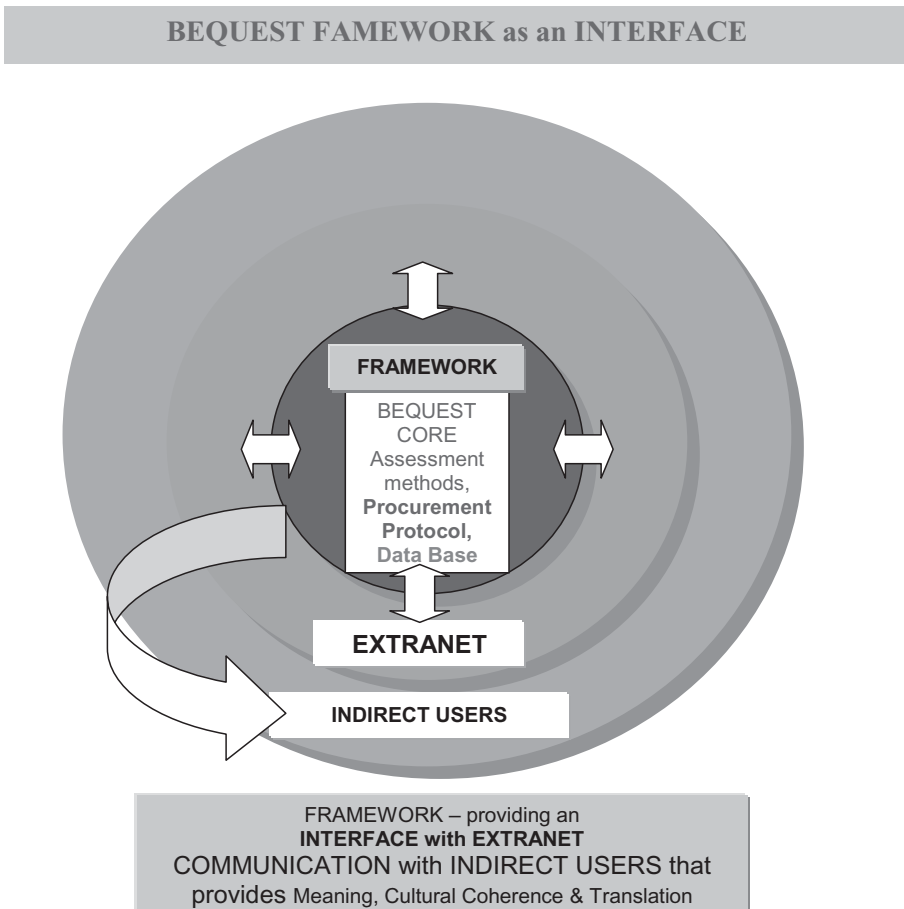 BEQUEST FAMEWORK as an INTERFACE
FRAMEWORK
BEQUEST
CORE
Assessment
methods,
Procurement
Protocol,
Data Base
EXTRANET
INDIRECT USERS
FRAMEWORK – providing an
INTERFACE with EXTRANET
COMMUNICATION with INDIRECT USERS that
provides Meaning, Cultural Coherence & Translation